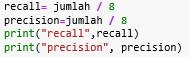 recall= jumlah / 8
precision=jumlah / 8
print("recall",recall)
print("precision", precision)